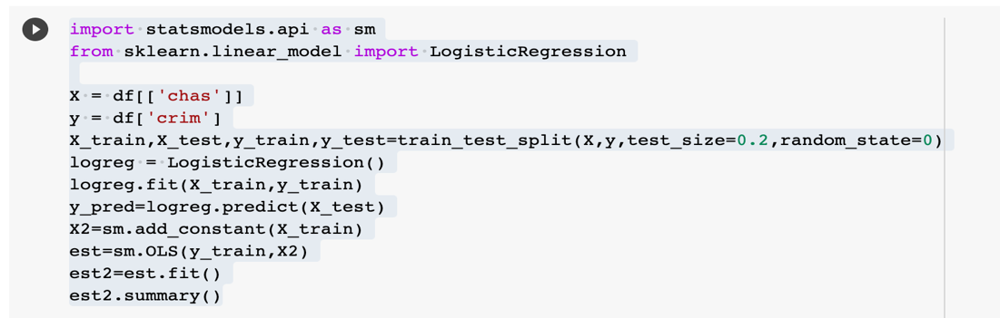 import statsmodels.api as sm
from sklearn.linear_model import LogisticRegression
X = df[['chas']]
y = df['crim']
X_train,X_test,y_train,y_test=train_test_split(X,y,test_size=0.2,random_state=0)
logreg = LogisticRegression()
logreg.fit(X_train,y_train)
y_pred=logreg.predict(X_test)
X2=sm.add_constant(X_train)
est=sm.OLS(y_train,X2)
est2=est.fit()
est2.summary()